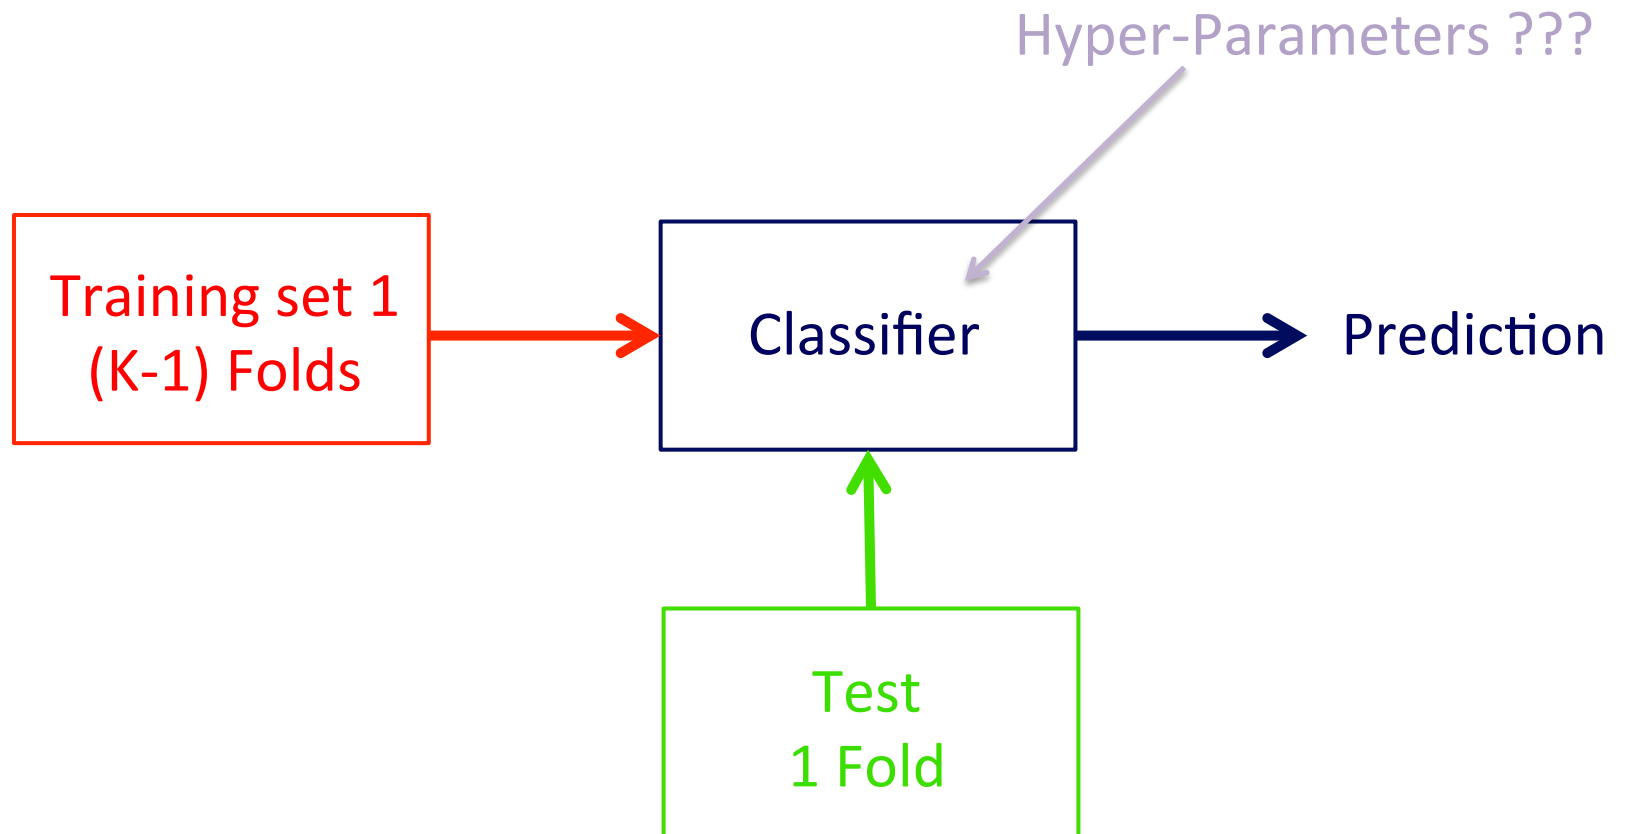 Hyper-Parameters ???
Training set 1
(K-1) Folds
Classifier
Prediction
Test
1 Fold